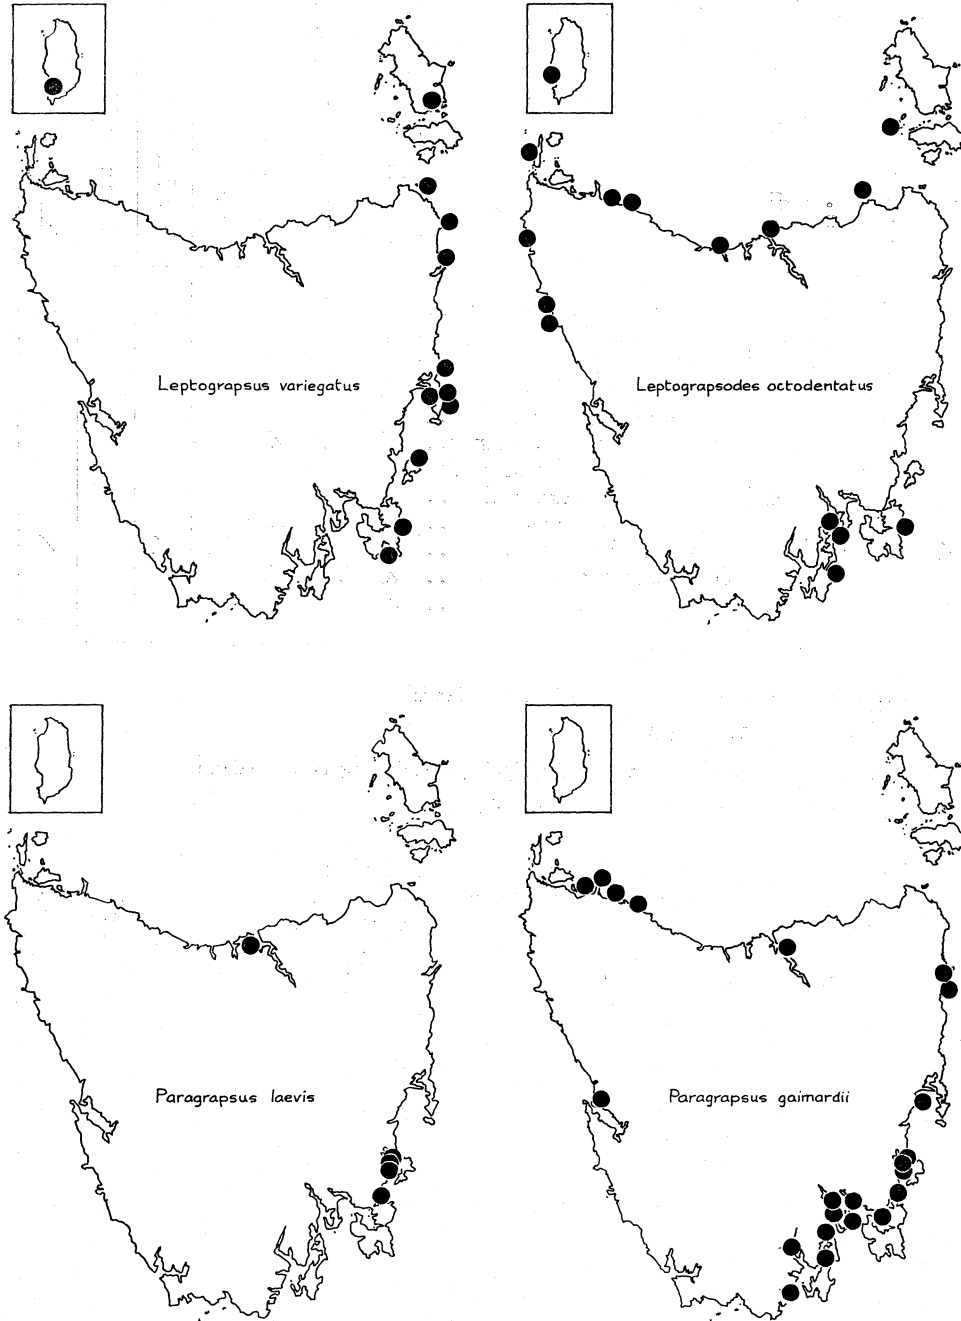 Leptograpsus variegatus
Leptograpsodes octodentatus
Paragrapsus laevis
Paragrapsus gaimardii